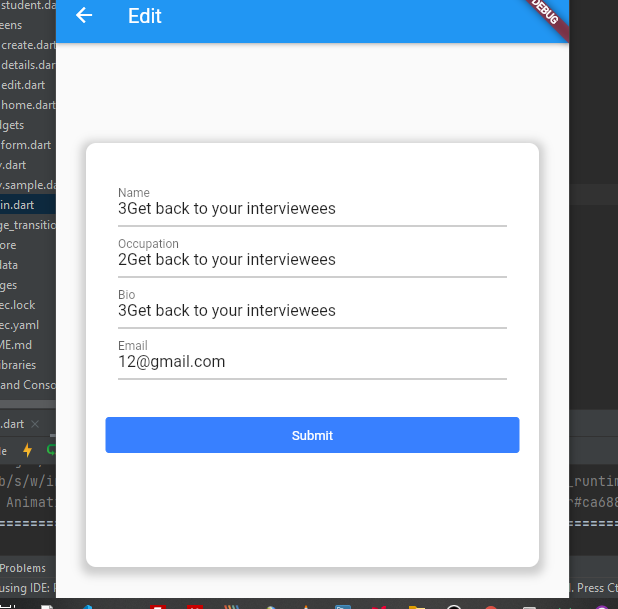 student.da
eens
create.dart
details.dar
edit.dart
home.dart
lgets
form.dart
.dart
.sample.da
in.dart
ge_transitio
ore
lata
ges
ec.lock
ec.yaml
ME.md
ibraries
and Consc
.dart
Edit
DEBUG
Name
3Get back to your interviewees
Occupation
2Get back to your interviewees
Bio
3Get back to your interviewees
Email
12@gmail.com
Submit
b/s/w/i
_runtim
Animat
r#ca688
Problems
using IDE:
. Press Ct